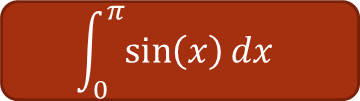 ∫₀^π sin(x) dx